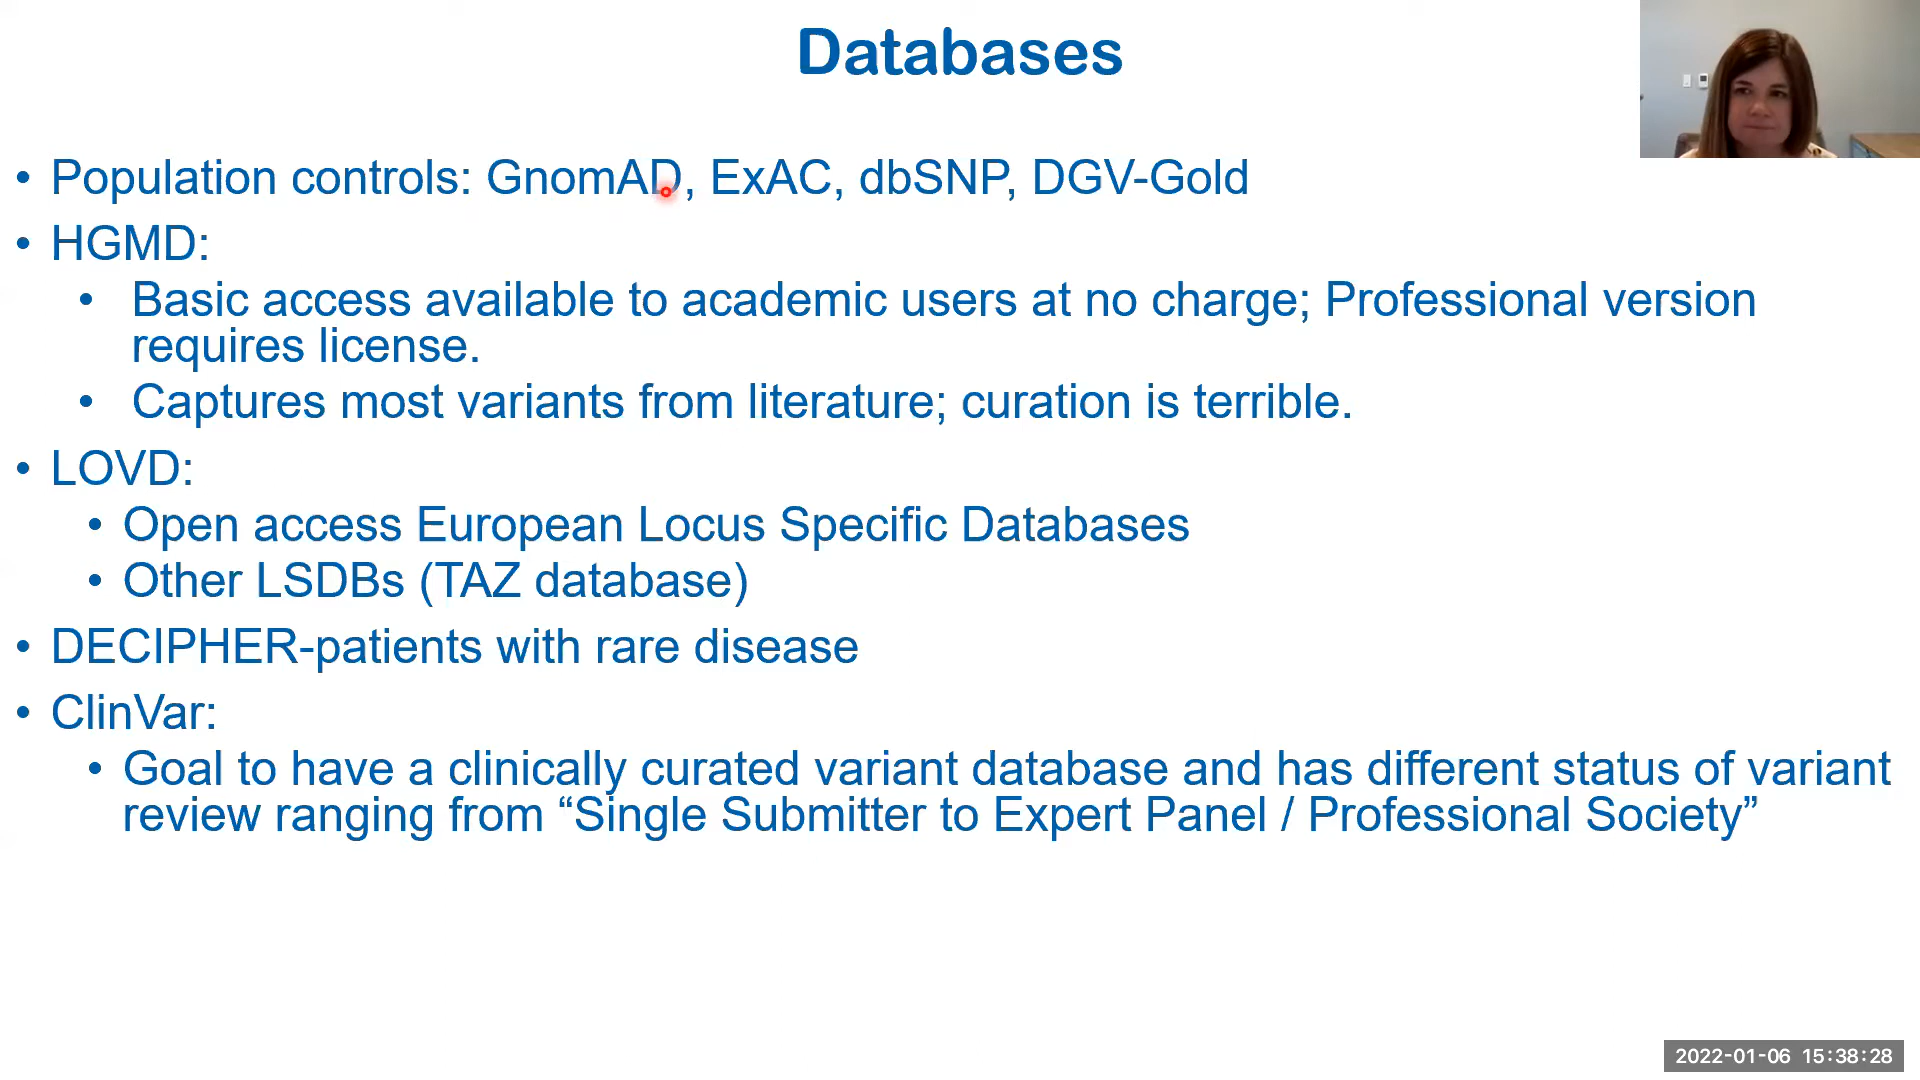 Databases
• Population controls: GnomAD, ExAC, dbSNP, DGV-Gold
• HGMD:
• Basic access available to academic users at no charge; Professional version
requires license.
• Captures most variants from literature; curation is terrible.
• LOVD:
• Open access European Locus Specific Databases
• Other LSDBs (TAZ database)
• DECIPHER-patients with rare disease
• ClinVar:
• Goal to have a clinically curated variant database and has different status of variant
review ranging from “Single Submitter to Expert Panel / Professional Society”
2022-01-06 15:38:28